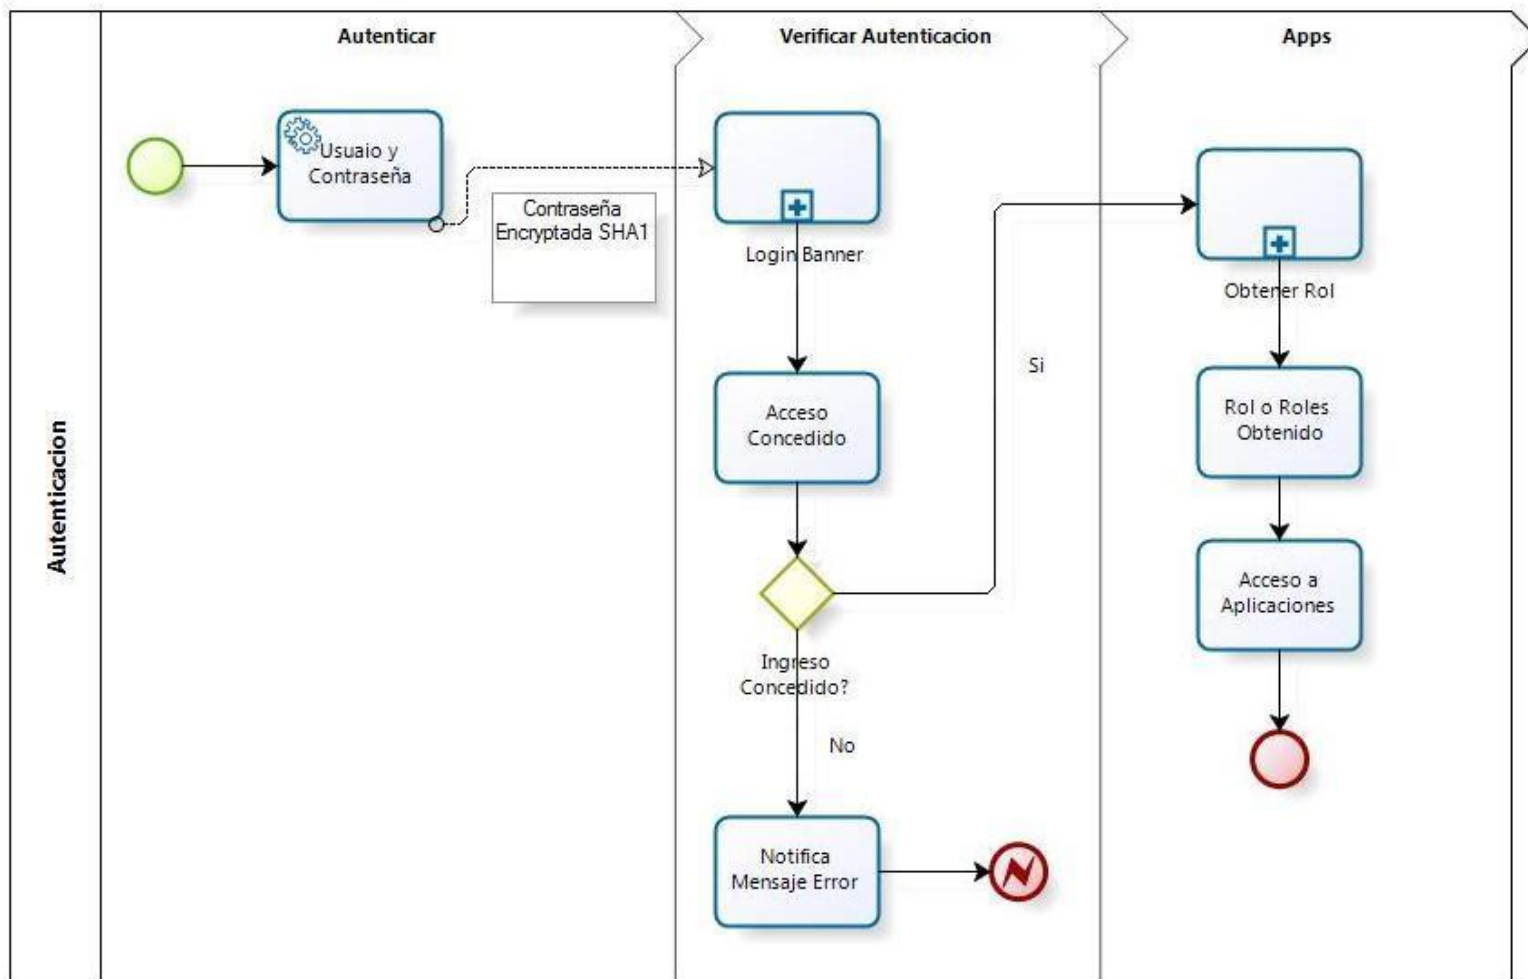 Autenticacion
Autenticar
Verificar Autenticacion
Apps
Usuaio y
Contraseña
Contraseña
Encryptada SHA1
Login Banner
Acceso
Concedido
Ingreso
Concedido?
Si
No
Notifica
Mensaje Error
Obtener Rol
Rol o Roles
Obtenido
Acceso a
Aplicaciones